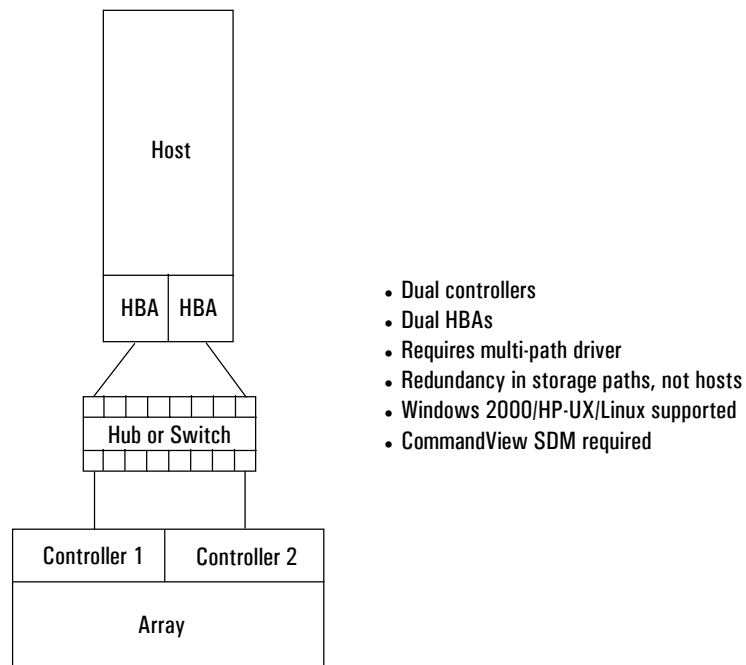 Host
HBA HBA
Hub or Switch
Controller 1 Controller 2
Array
• Dual controllers
• Dual HBAs
• Requires multi-path driver
• Redundancy in storage paths, not hosts
• Windows 2000/HP-UX/Linux supported
• CommandView SDM required